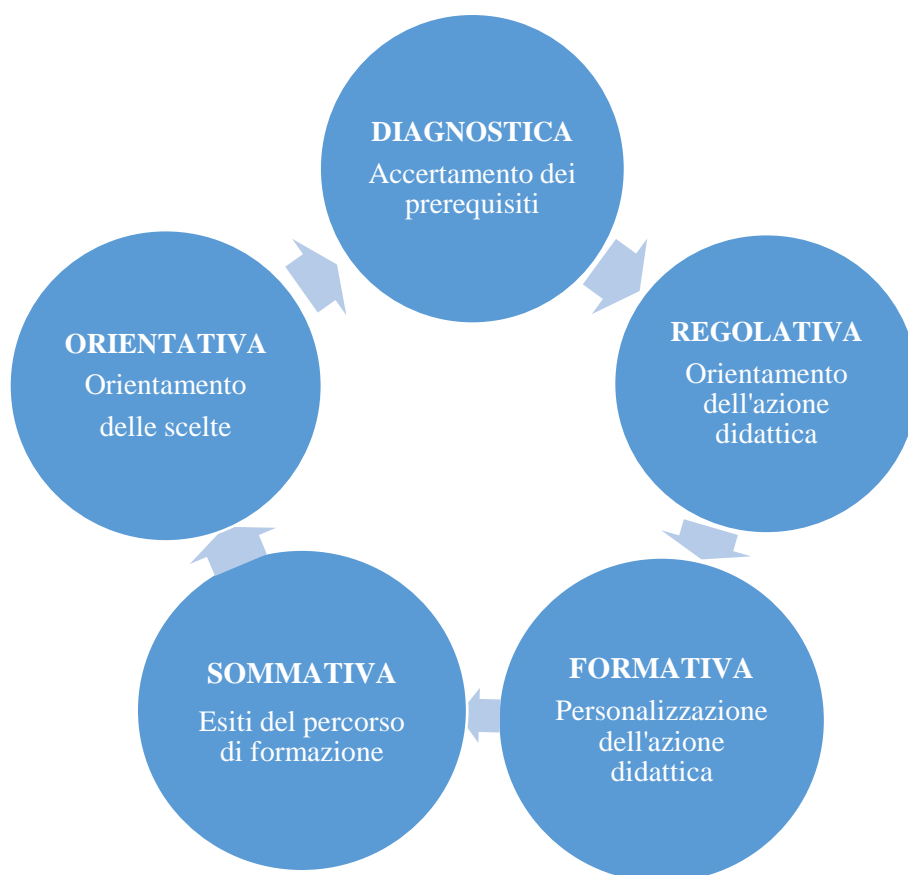 DIAGNOSTICA
Accertamento dei
prerequisiti
REGOLATIVA
Orientamento
dell'azione
didattica
FORMATIVA
Personalizzazione
dell'azione
didattica
SOMMATIVA
Esiti del percorso
di formazione
ORIENTATIVA
Orientamento
delle scelte